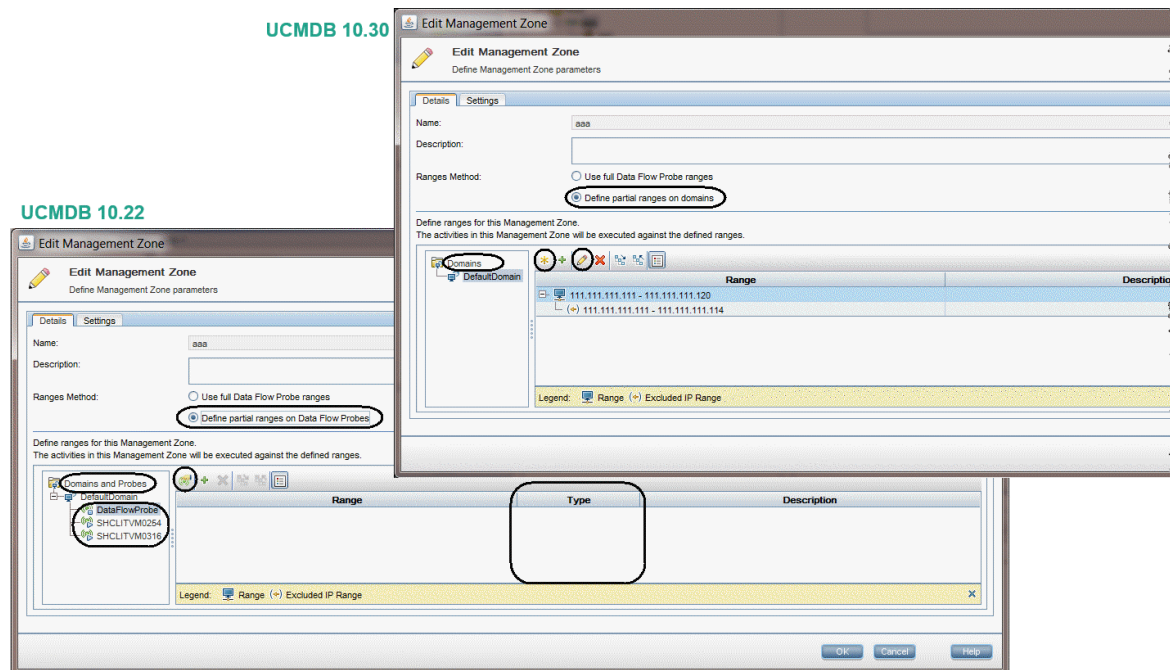 UCMDB 10.30
Edit Management Zone
Edit Management Zone
Define Management Zone parameters
Details Settings
Name: aaa
Description:
Ranges Method: Use full Data Flow Probe ranges
Define partial ranges on domains
Define ranges for this Management Zone.
The activities in this Management Zone will be executed against the defined ranges.
Domains
DefaultDomain
Range Descriptio
111.111.111.111 - 111.111.111.120
111.111.111.111 - 111.111.111.114
Legend: Range Excluded IP Range
UCMDB 10.22
Edit Management Zone
Edit Management Zone
Define Management Zone parameters
Details Settings
Name: aaa
Description:
Ranges Method: Use full Data Flow Probe ranges
Define partial ranges on Data Flow Probes
Define ranges for this Management Zone.
The activities in this Management Zone will be executed against the defined ranges.
Domains and Probes
DefaultDomain
DataFlowProbe
SHCLITVM0254
SHCLITVM0316
Range Type Description
Legend: Range Excluded IP Range
OK Cancel Help